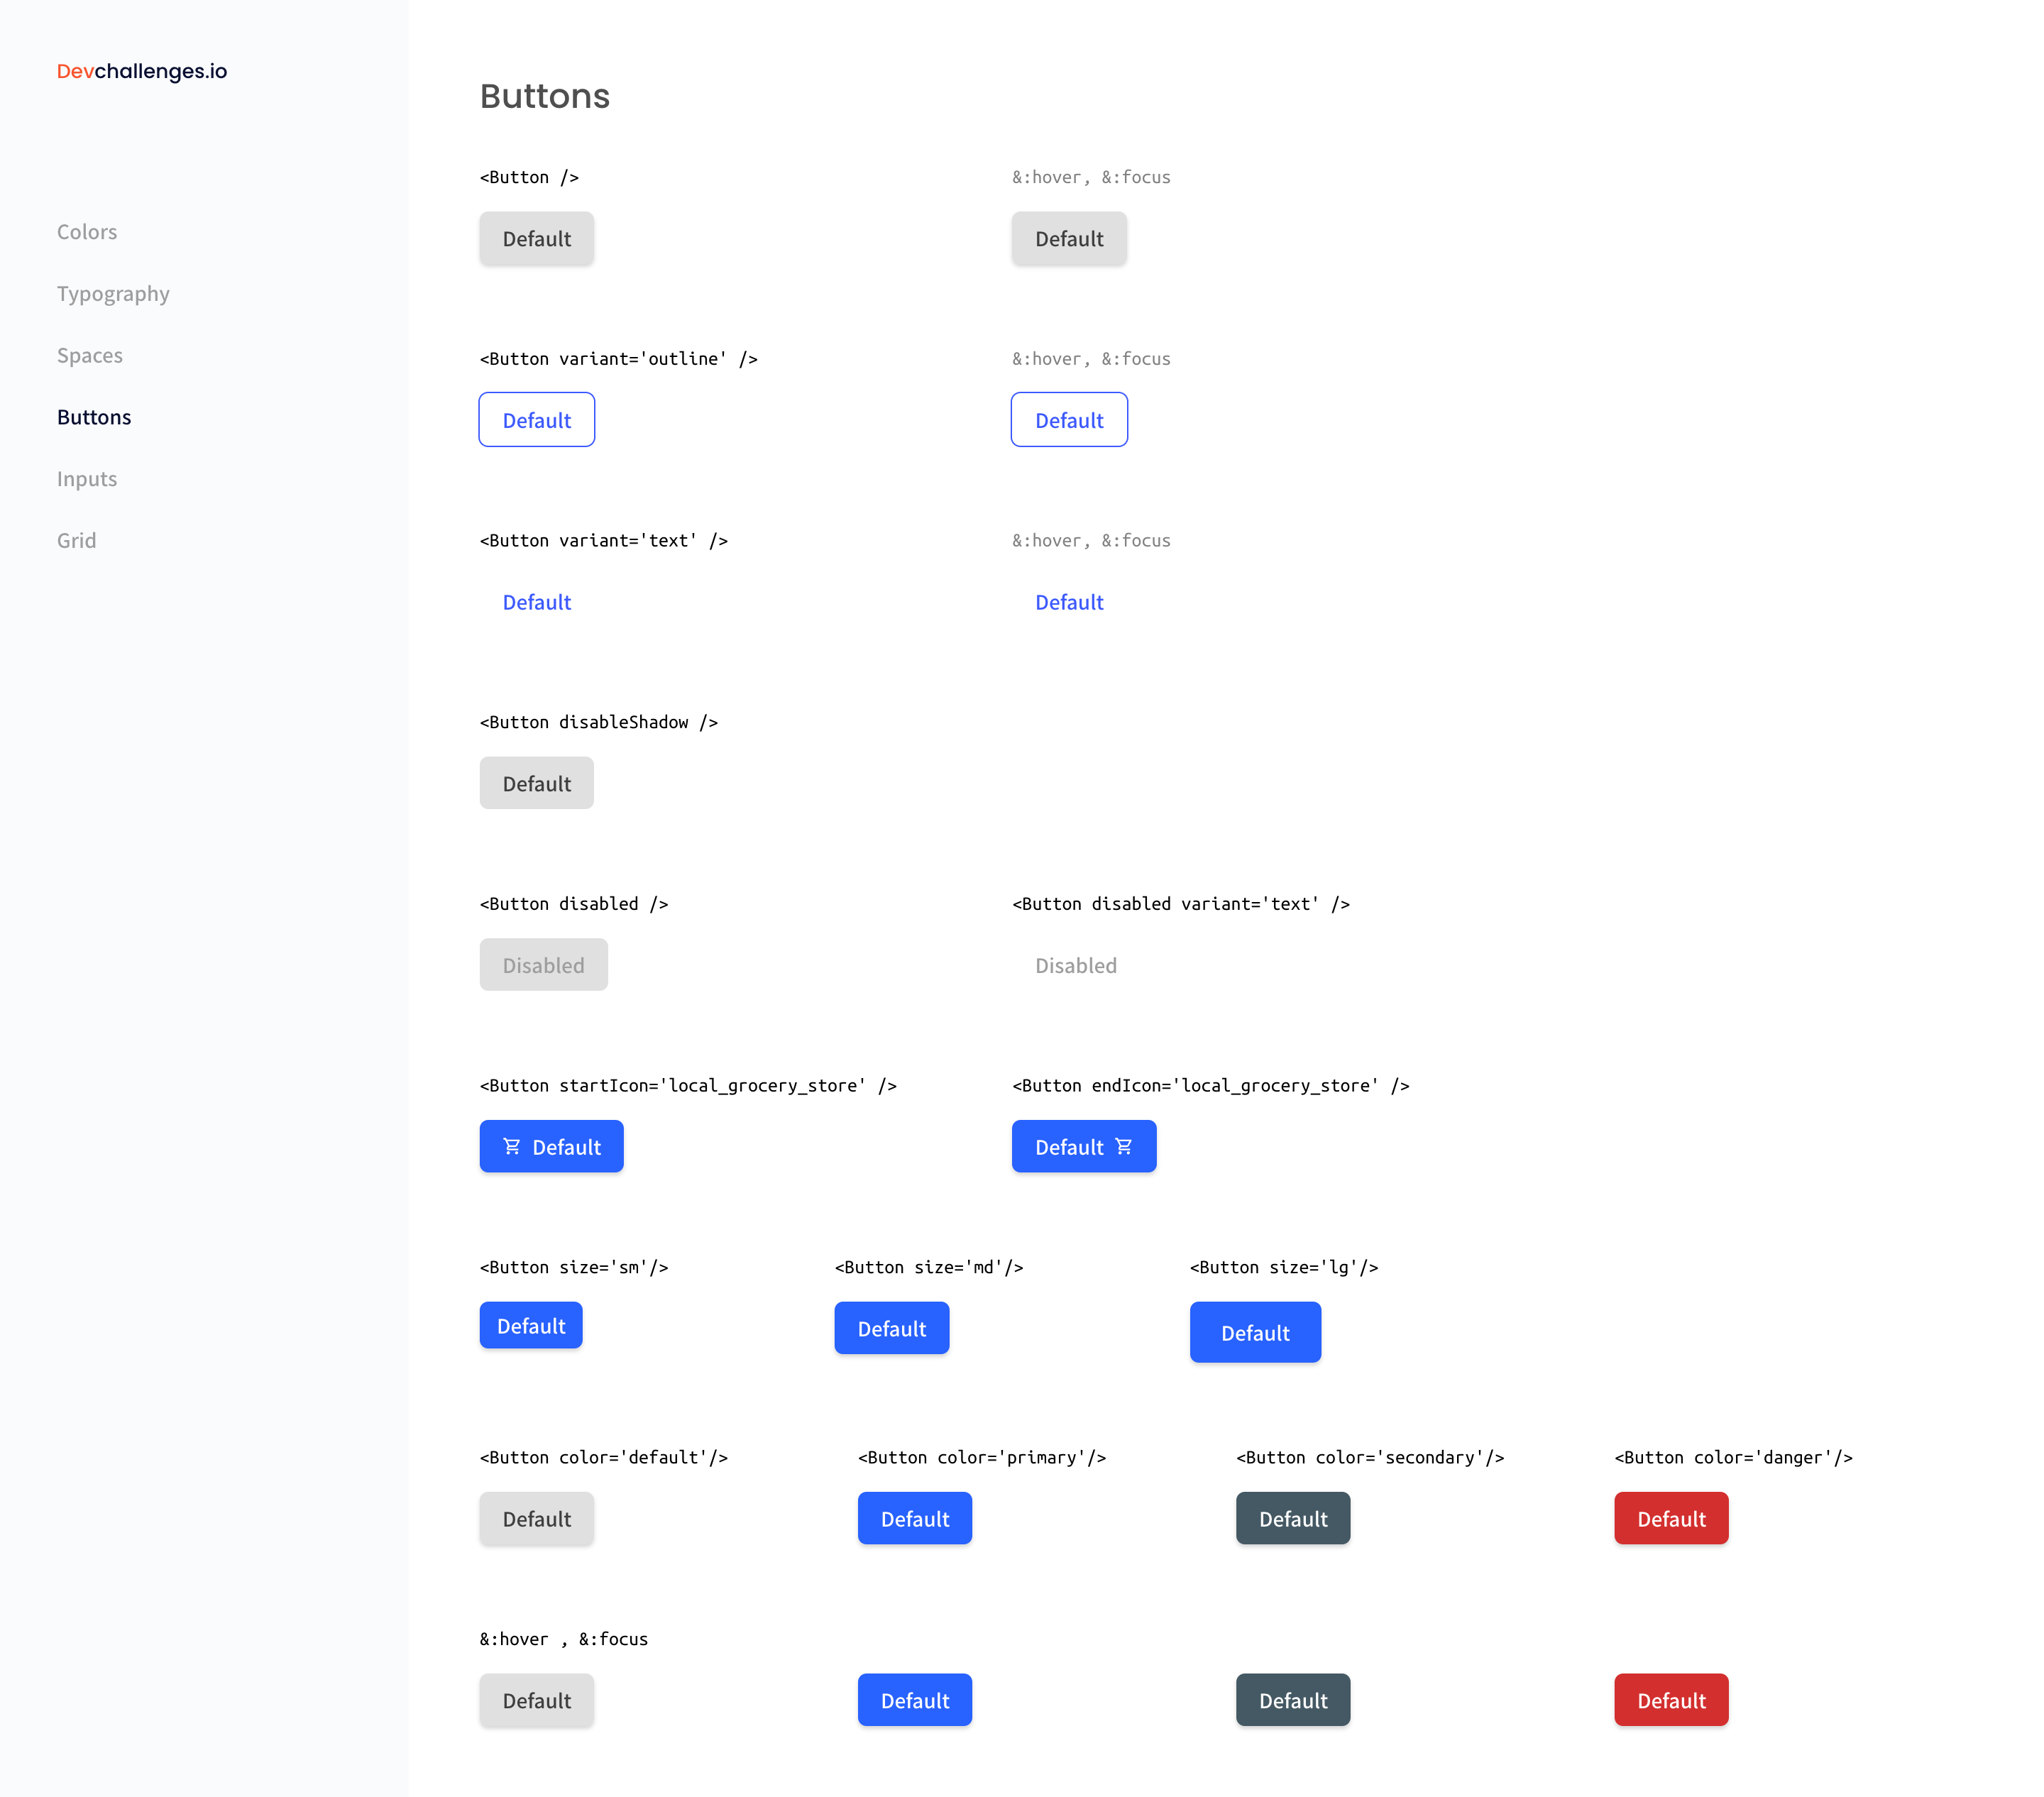 Devchallenges.io
Colors
Typography
Spaces
Buttons
Inputs
Grid
Buttons
<Button />
&:hover, &:focus
Default
Default
<Button variant='outline' />
&:hover, &:focus
Default
Default
<Button variant='text' />
&:hover, &:focus
Default
Default
<Button disableShadow />
Default
<Button disabled />
<Button disabled variant='text' />
Disabled
Disabled
<Button startIcon='local_grocery_store' />
<Button endIcon='local_grocery_store' />
Default
Default
<Button size='sm'/>
<Button size='md'/>
<Button size='lg'/>
Default
Default
Default
<Button color='default'/>
<Button color='primary'/>
<Button color='secondary'/>
<Button color='danger'/>
Default
Default
Default
Default
&:hover , &:focus
Default
Default
Default
Default